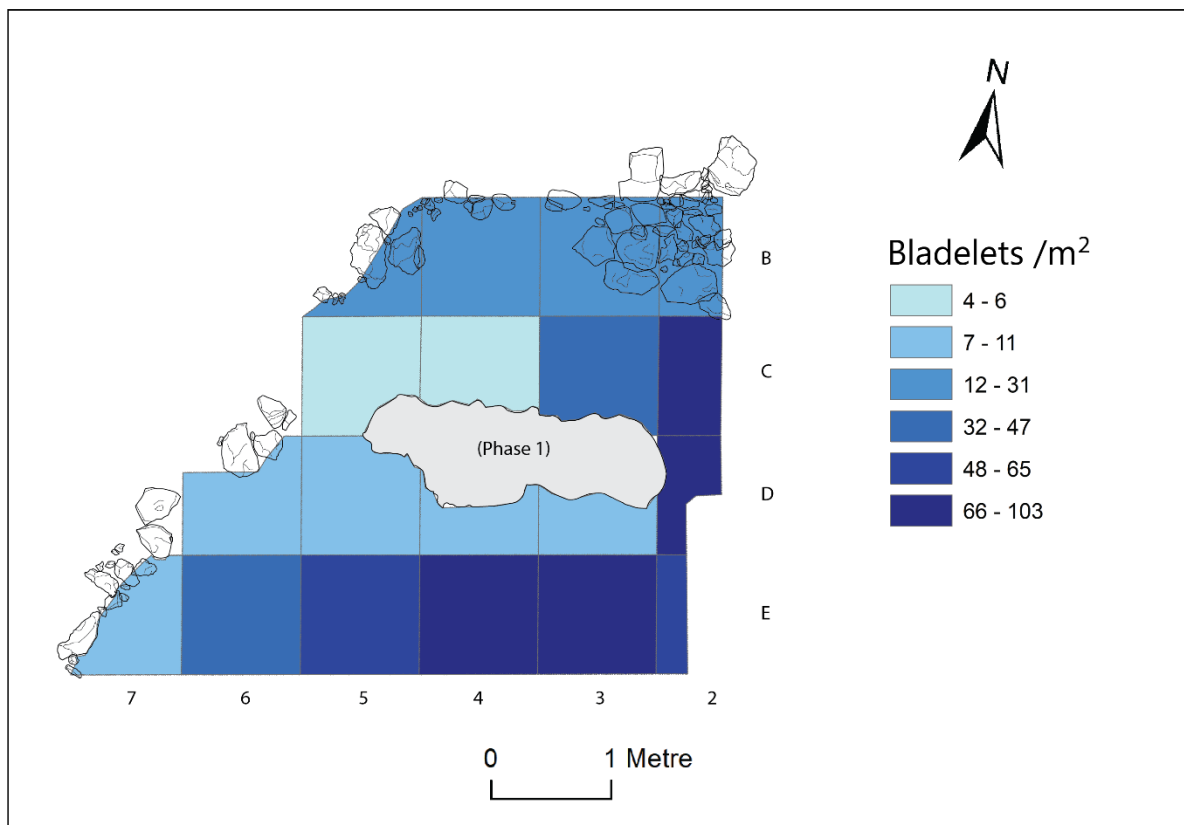 N
B
Bladelets /m²
4 - 6
7 - 11
C
12 - 31
32 - 47
(Phase 1)
48 - 65
D
66 - 103
E
7 6 5 4 3 2
0 1 Metre